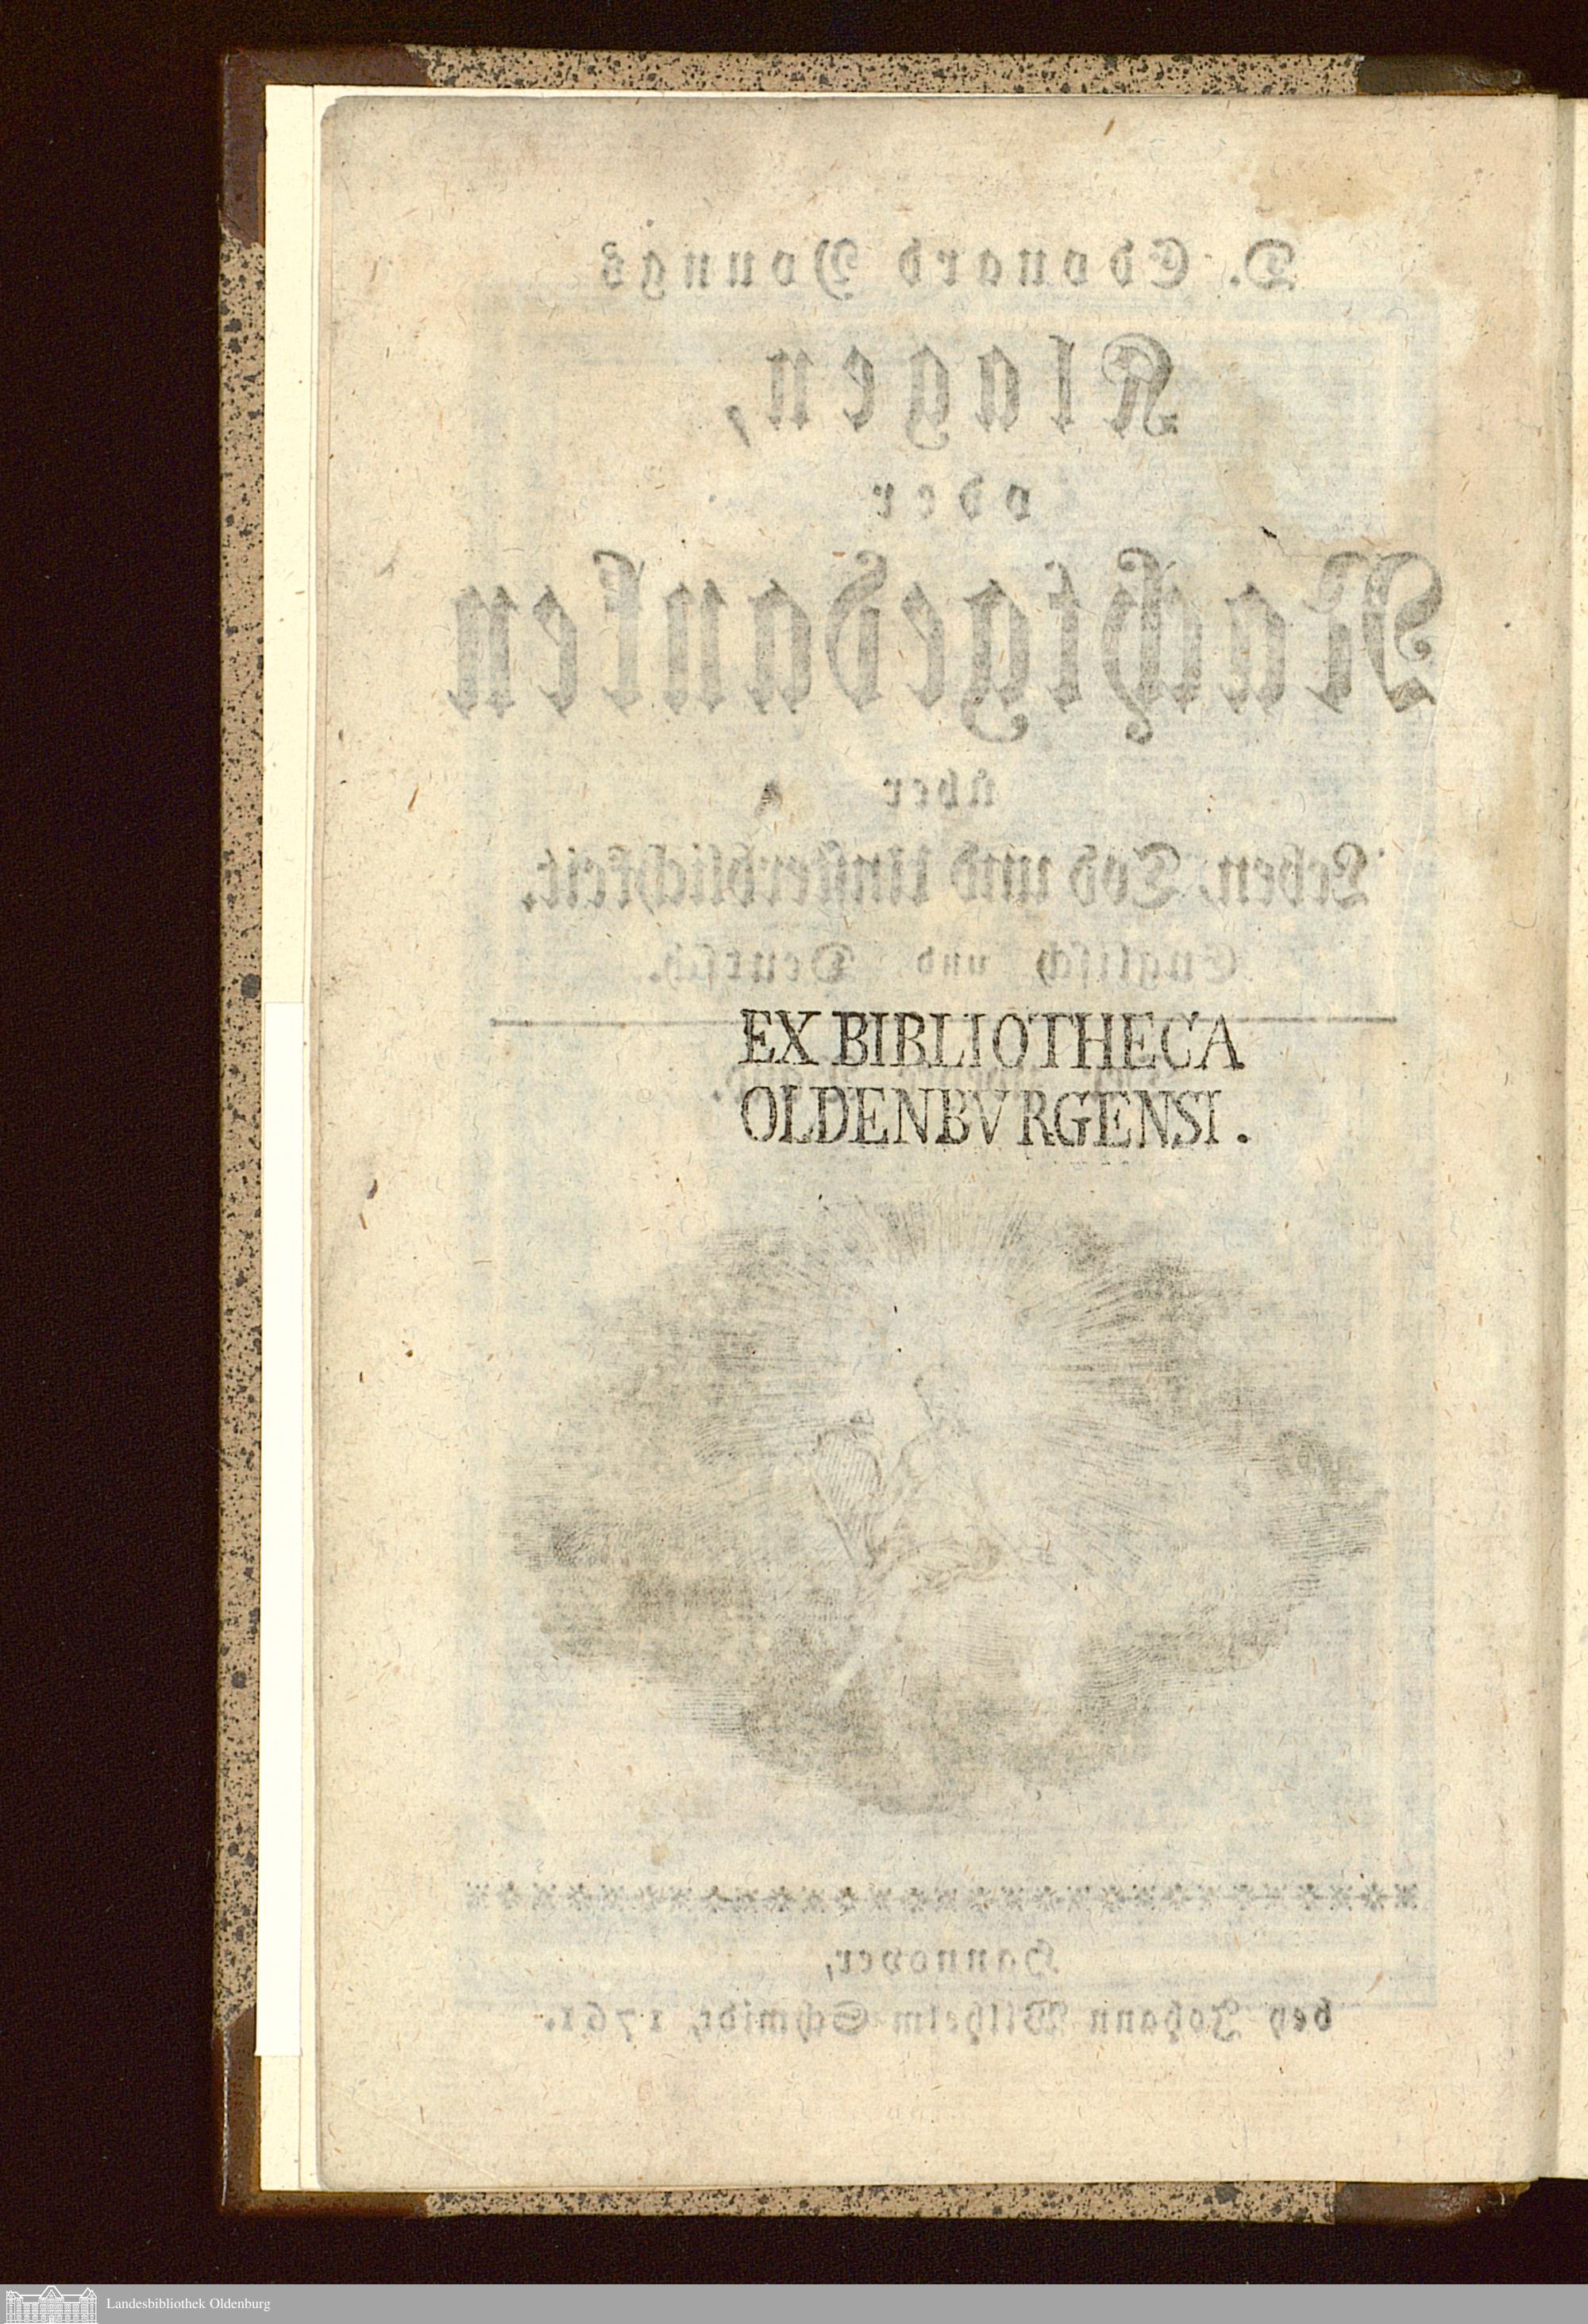 D. Eduard Youngs
Klagen,
oder
Nachtgedanken
über
Leben, Tod und Unsterblichkeit.
Englisch und Deutsch.
EX BIBLIOTHECA
OLDENBVRGENSI.
Hannover,
bey Johann Wilhelm Schmidt, 1761.
Landesbibliothek Oldenburg